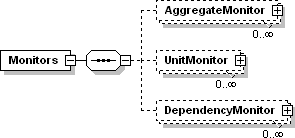 AggregateMonitor
0..∞
Monitors
UnitMonitor
0..∞
DependencyMonitor
0..∞